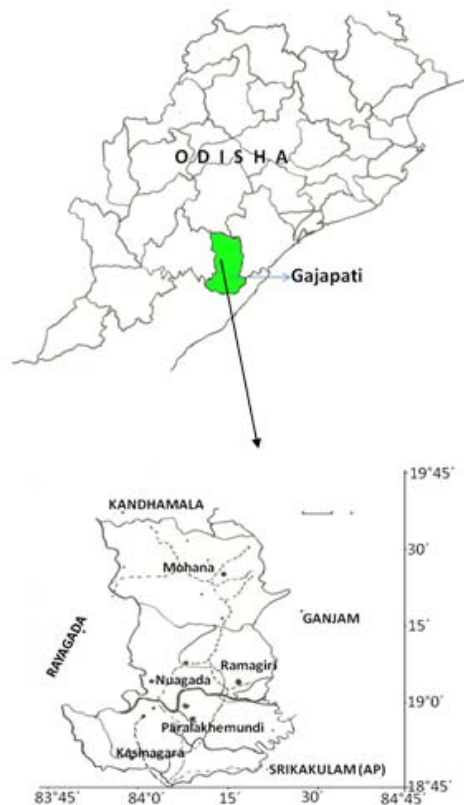 ODISHA
Gajapati
19°45'
KANDHAMALA
30'
Mohana
GANJAM
15'
RAYAGADA
Ramagiri
Nuagada
19°0'
Paralakhemundi
Kasinagara
SRIKAKULAM (AP)
18°45'
83°45' 84°0' 15' 30' 84°45'